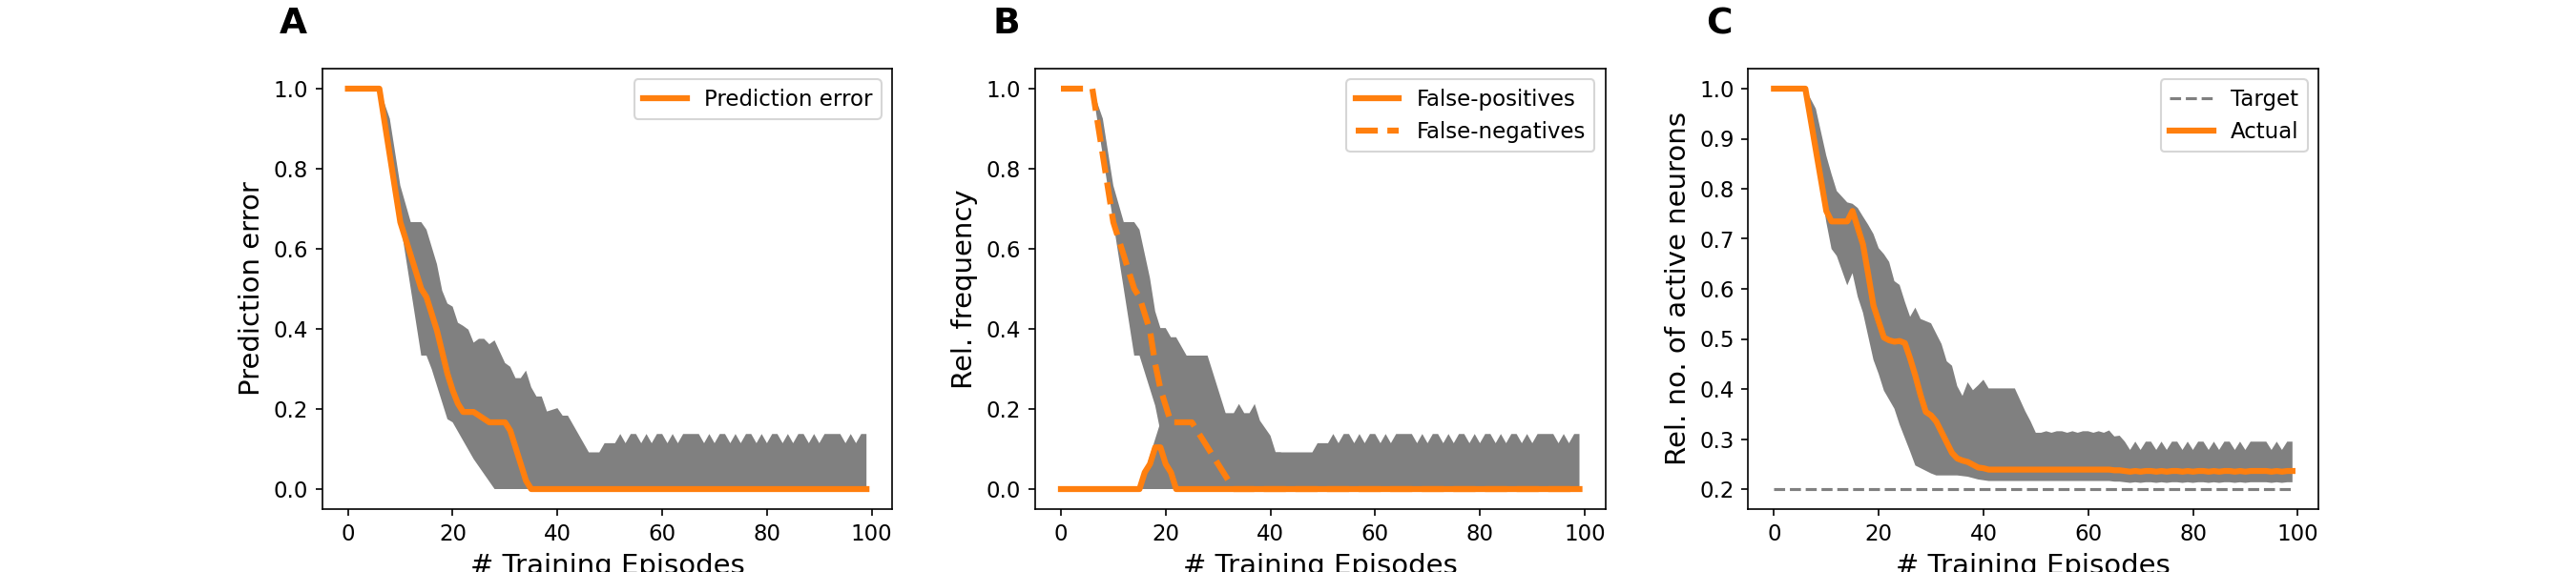 A
Prediction error
1.0
0.8
0.6
0.4
0.2
0.0
Prediction error
0
20
40
60
80
100
# Training Episodes
B
Rel. frequency
1.0
0.8
0.6
0.4
0.2
0.0
False-positives
False-negatives
0
20
40
60
80
100
# Training Episodes
C
Rel. no. of active neurons
1.0
0.9
0.8
0.7
0.6
0.5
0.4
0.3
0.2
Target
Actual
0
20
40
60
80
100
# Training Episodes